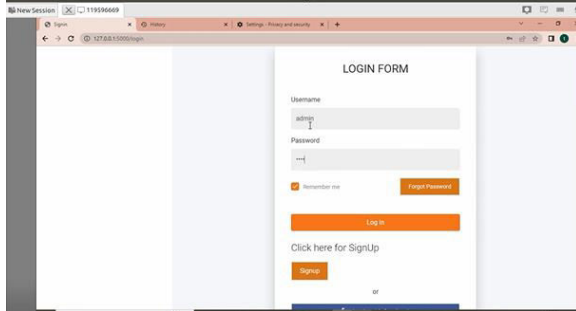 New Session
119596669
Signin
History
Settings - Privacy and security
127.0.0.1:5000/login
LOGIN FORM
Username
admin
Password
Remember me
Forgot Password
Log In
Click here for SignUp
Signup
or